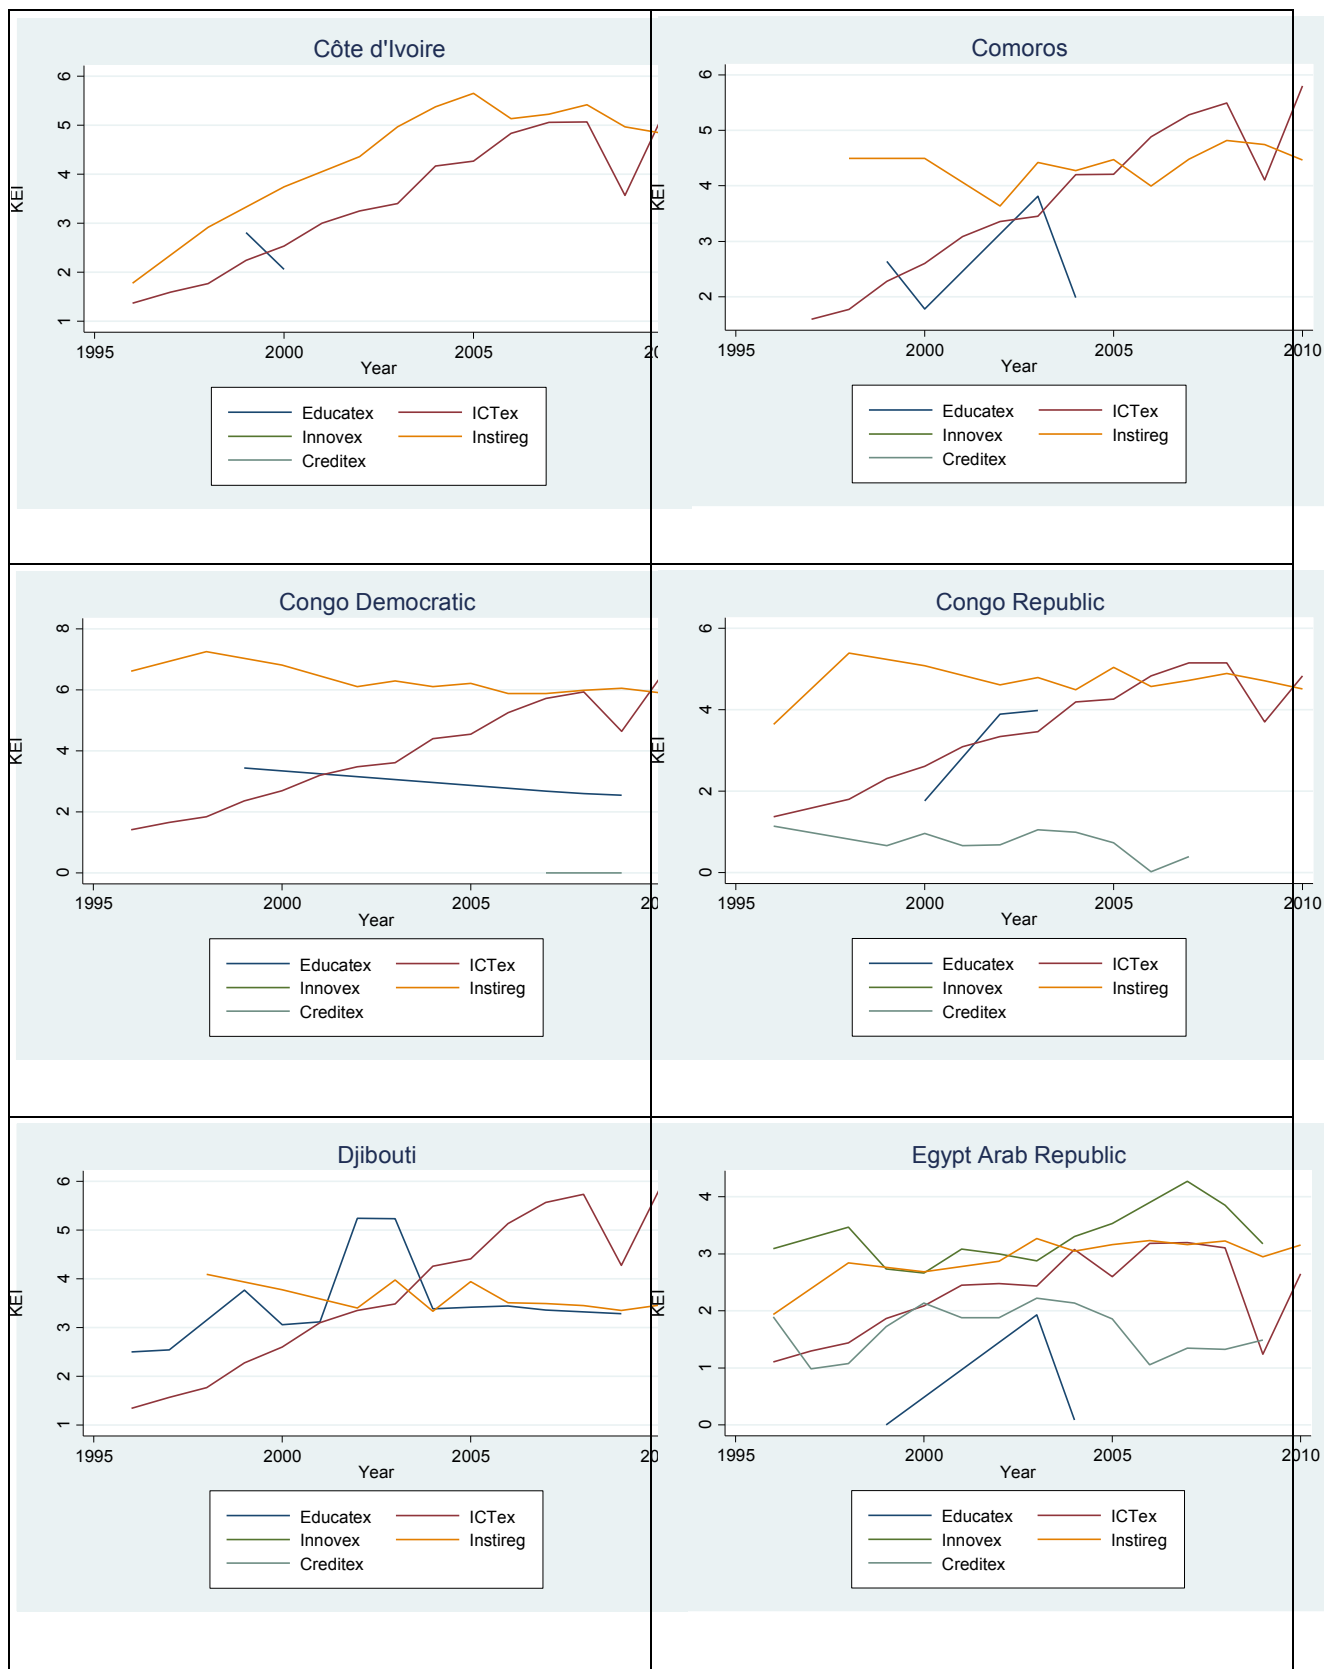 Côte d'Ivoire
KEI
6
5
4
3
2
1
1995 2000 2005 20
Year
Educatex ICTex
Innovex Instireg
Creditex
Comoros
KEI
6
5
4
3
2
1995 2000 2005 2010
Year
Educatex ICTex
Innovex Instireg
Creditex
Congo Democratic
KEI
8
6
4
2
0
1995 2000 2005 20
Year
Educatex ICTex
Innovex Instireg
Creditex
Congo Republic
KEI
6
4
2
0
1995 2000 2005 2010
Year
Educatex ICTex
Innovex Instireg
Creditex
Djibouti
KEI
6
5
4
3
2
1
1995 2000 2005 20
Year
Educatex ICTex
Innovex Instireg
Creditex
Egypt Arab Republic
KEI
4
3
2
1
0
1995 2000 2005 2010
Year
Educatex ICTex
Innovex Instireg
Creditex